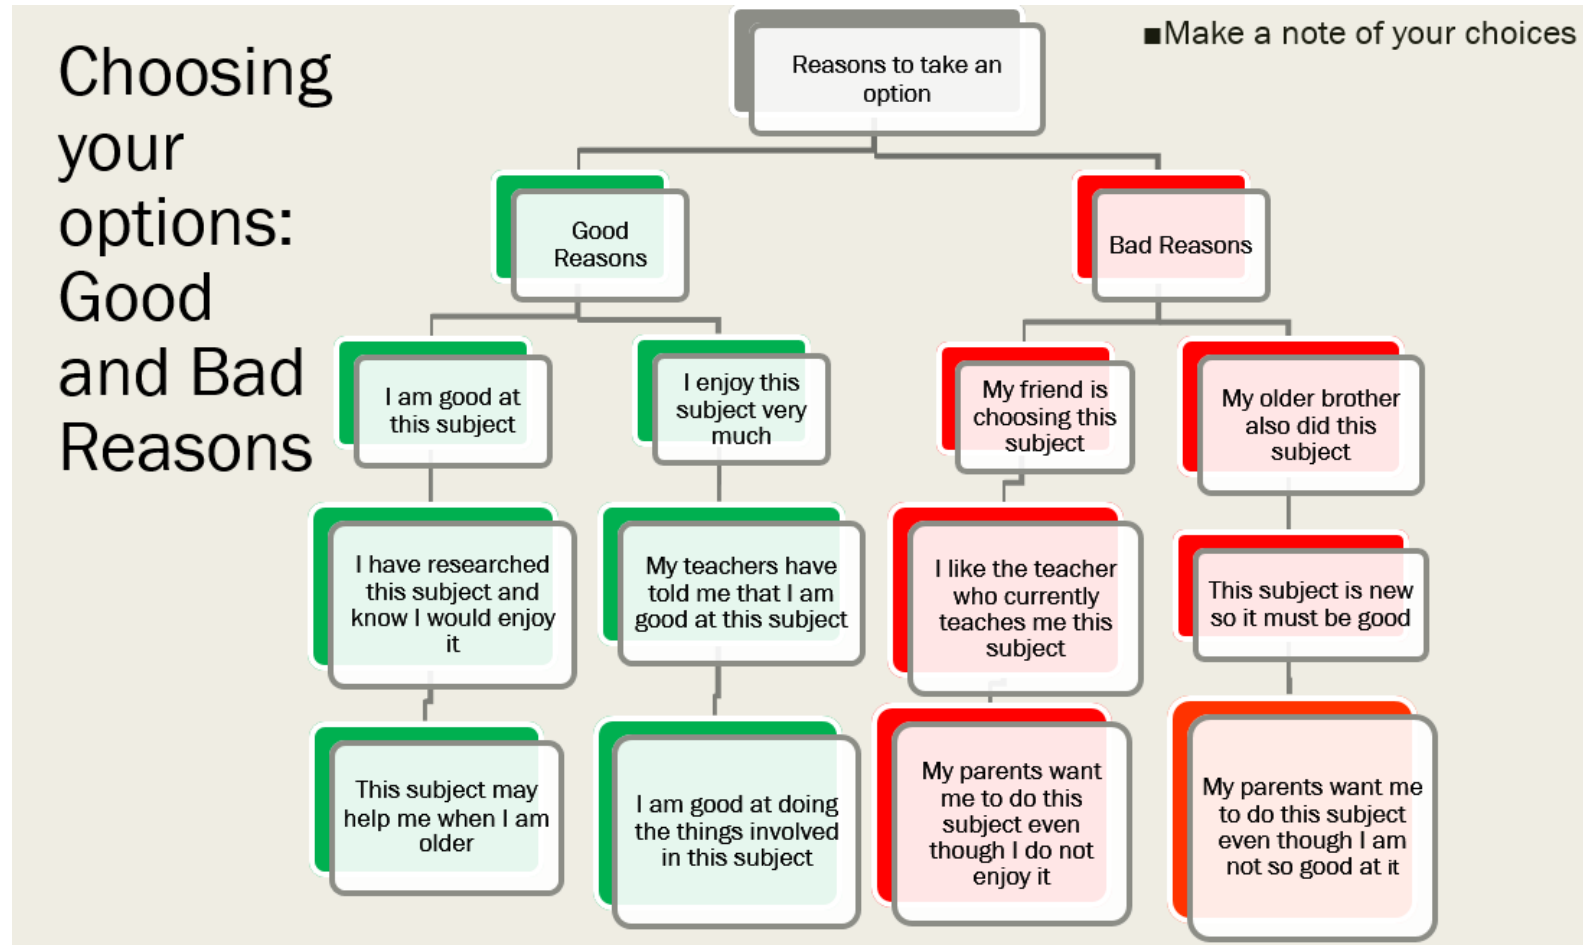 Choosing
your
options:
Good
and Bad
Reasons
■Make a note of your choices
Reasons to take an
option
Good
Reasons
Bad Reasons
I am good at
this subject
I enjoy this
subject very
much
My friend is
choosing this
subject
My older brother
also did this
subject
I have researched
this subject and
know I would enjoy
it
My teachers have
told me that I am
good at this subject
I like the teacher
who currently
teaches me this
subject
This subject is new
so it must be good
This subject may
help me when I am
older
I am good at doing
the things involved
in this subject
My parents want
me to do this
subject even
though I do not
enjoy it
My parents want me
to do this subject
even though I am
not so good at it